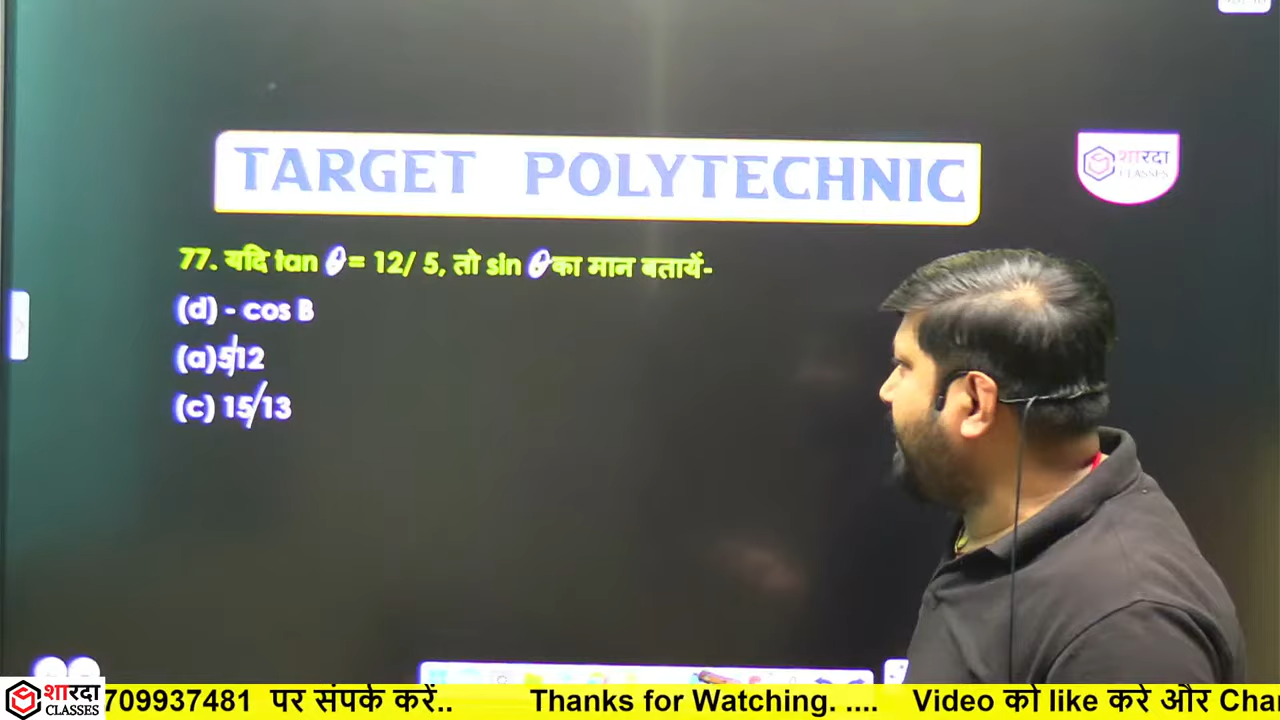 TARGET POLYTECHNIC
शारदा
CLASSES
77. यदि tan θ = 12/ 5, तो sin θ का मान बतायें-
(d) - cos B
(a) 5/12
(c) 15/13
शारदा
CLASSES
709937481 पर संपर्क करें.. Thanks for Watching. .... Video को like करे और Cha